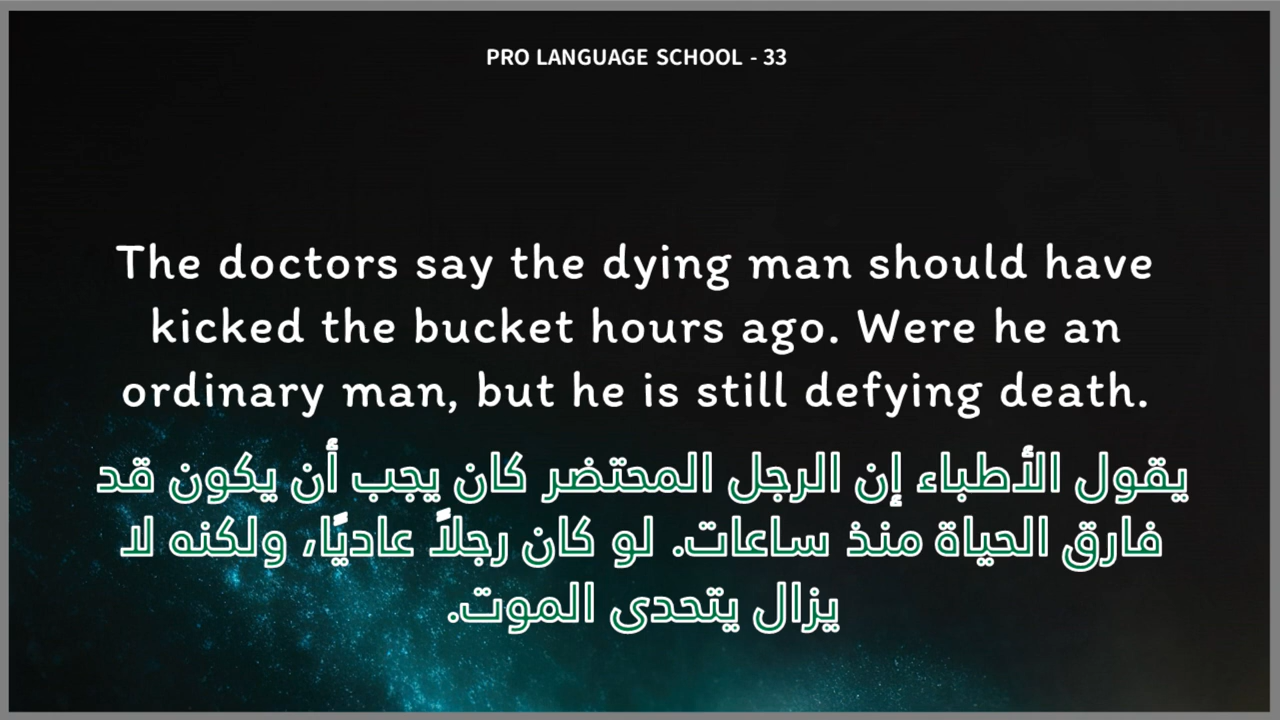 PRO LANGUAGE SCHOOL - 33
The doctors say the dying man should have
kicked the bucket hours ago. Were he an
ordinary man, but he is still defying death.
يقول الأطباء إن الرجل المحتضر كان يجب أن يكون قد
فارق الحياة منذ ساعات. لو كان رجلاً عاديًا، ولكنه لا
يزال يتحدى الموت.